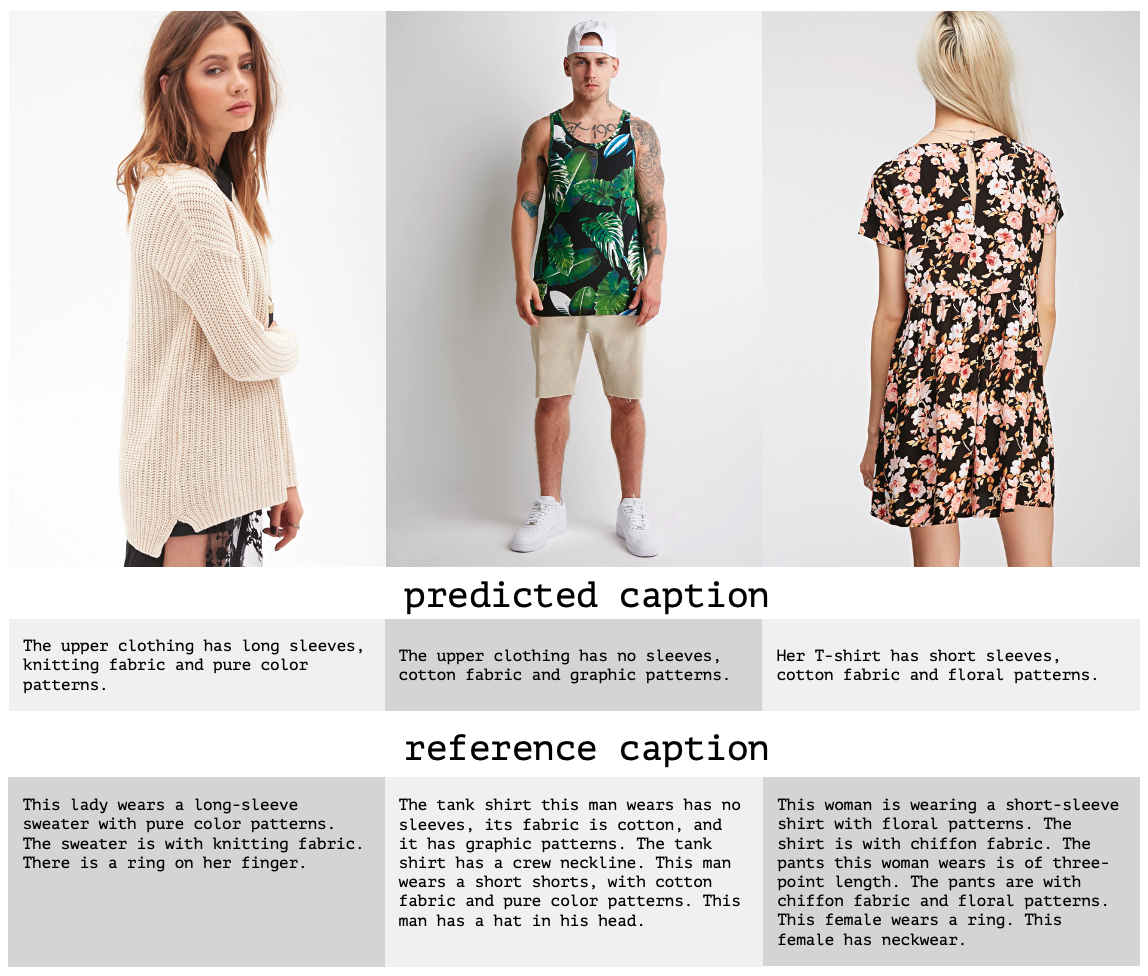 predicted caption
The upper clothing has long sleeves,
knitting fabric and pure color
patterns.
The upper clothing has no sleeves,
cotton fabric and graphic patterns.
Her T-shirt has short sleeves,
cotton fabric and floral patterns.
reference caption
This lady wears a long-sleeve
sweater with pure color patterns.
The sweater is with knitting fabric.
There is a ring on her finger.
The tank shirt this man wears has no
sleeves, its fabric is cotton, and
it has graphic patterns. The tank
shirt has a crew neckline. This man
wears a short shorts, with cotton
fabric and pure color patterns. This
man has a hat in his head.
This woman is wearing a short-sleeve
shirt with floral patterns. The
shirt is with chiffon fabric. The
pants this woman wears is of three-
point length. The pants are with
chiffon fabric and floral patterns.
This female wears a ring. This
female has neckwear.